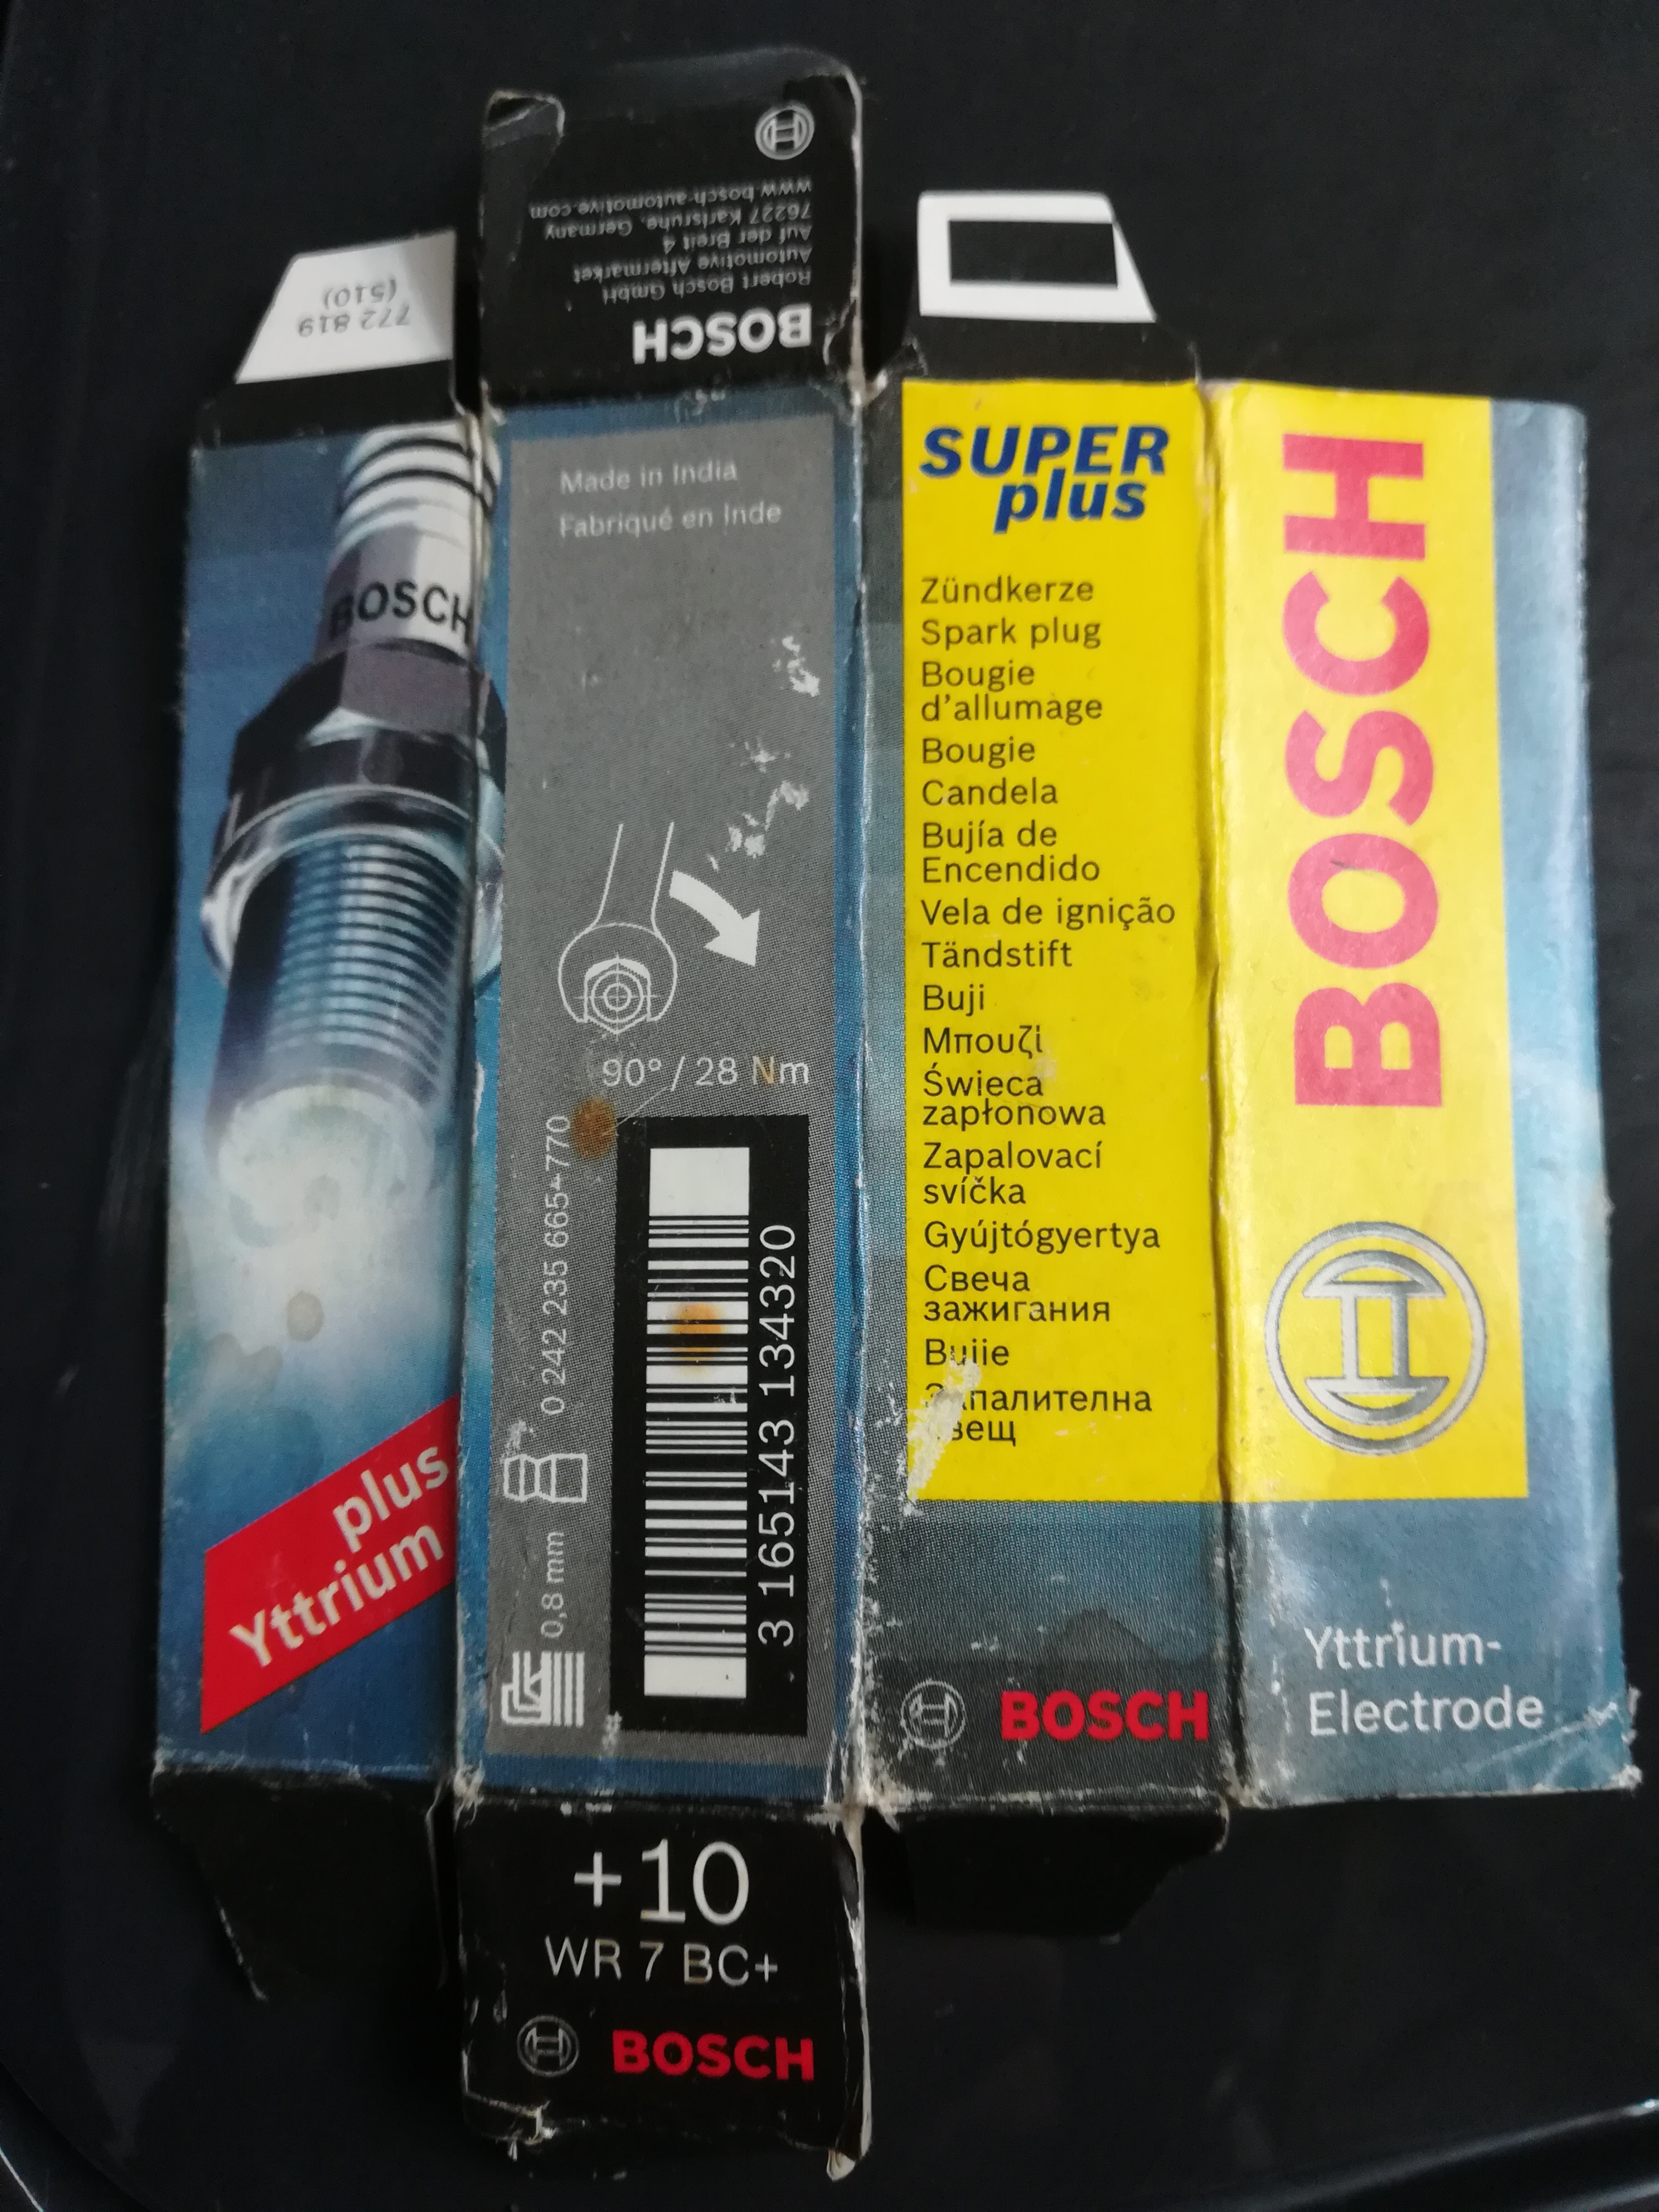 772 819
(510)
BOSCH
plus
Yttrium
BOSCH
Robert Bosch GmbH
Automotive Aftermarket
Auf der Breit 4
76227 Karlsruhe, Germany
www.bosch-automotive.com
Made in India
Fabriqué en Inde
90° / 28 Nm
0 242 235 665+770
0,8 mm
3 165143 134320
+10
WR 7 BC+
BOSCH
SUPER
plus
Zündkerze
Spark plug
Bougie
d'allumage
Bougie
Candela
Bujía de
Encendido
Vela de ignição
Tändstift
Buji
Μπουζί
Świeca
zapłonowa
Zapalovací
svíčka
Gyújtógyertya
Свеча
зажигания
Bujie
Запалителна
свещ
BOSCH
BOSCH
Yttrium-
Electrode